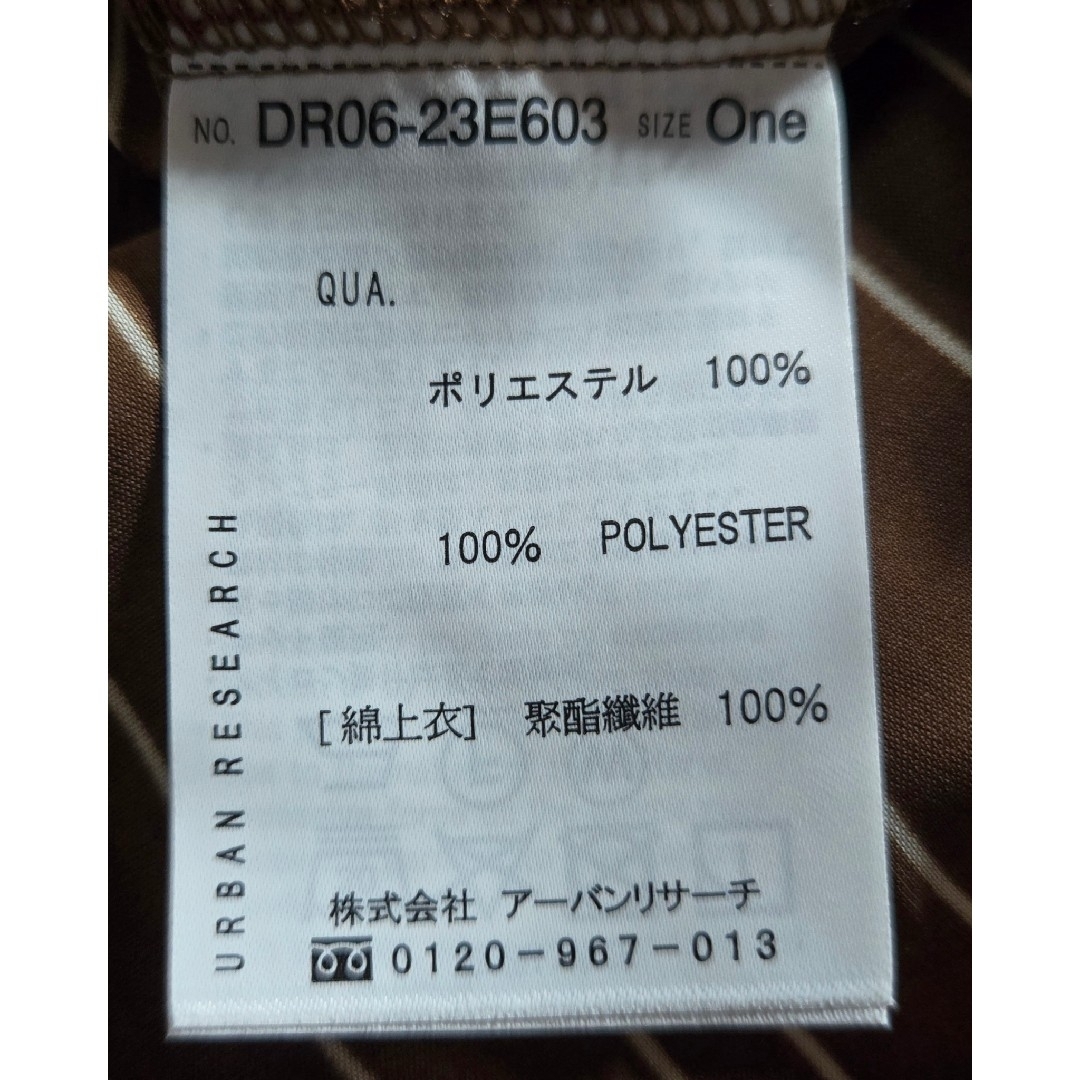 NO. DR06-23E603 SIZE One
QUA.
ポリエステル 100%
100% POLYESTER
[綿上衣] 聚酯纖維 100%
URBAN RESEARCH
株式会社 アーバンリサーチ
0120-967-013